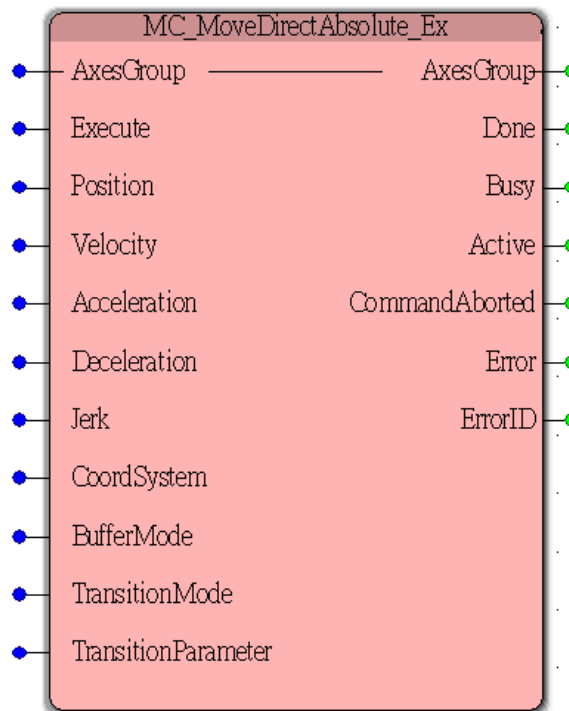 MC_MoveDirectAbsolute_Ex
AxesGroup AxesGroup
Execute Done
Position Busy
Velocity Active
Acceleration CommandAborted
Deceleration Error
Jerk ErrorID
CoordSystem
BufferMode
TransitionMode
TransitionParameter